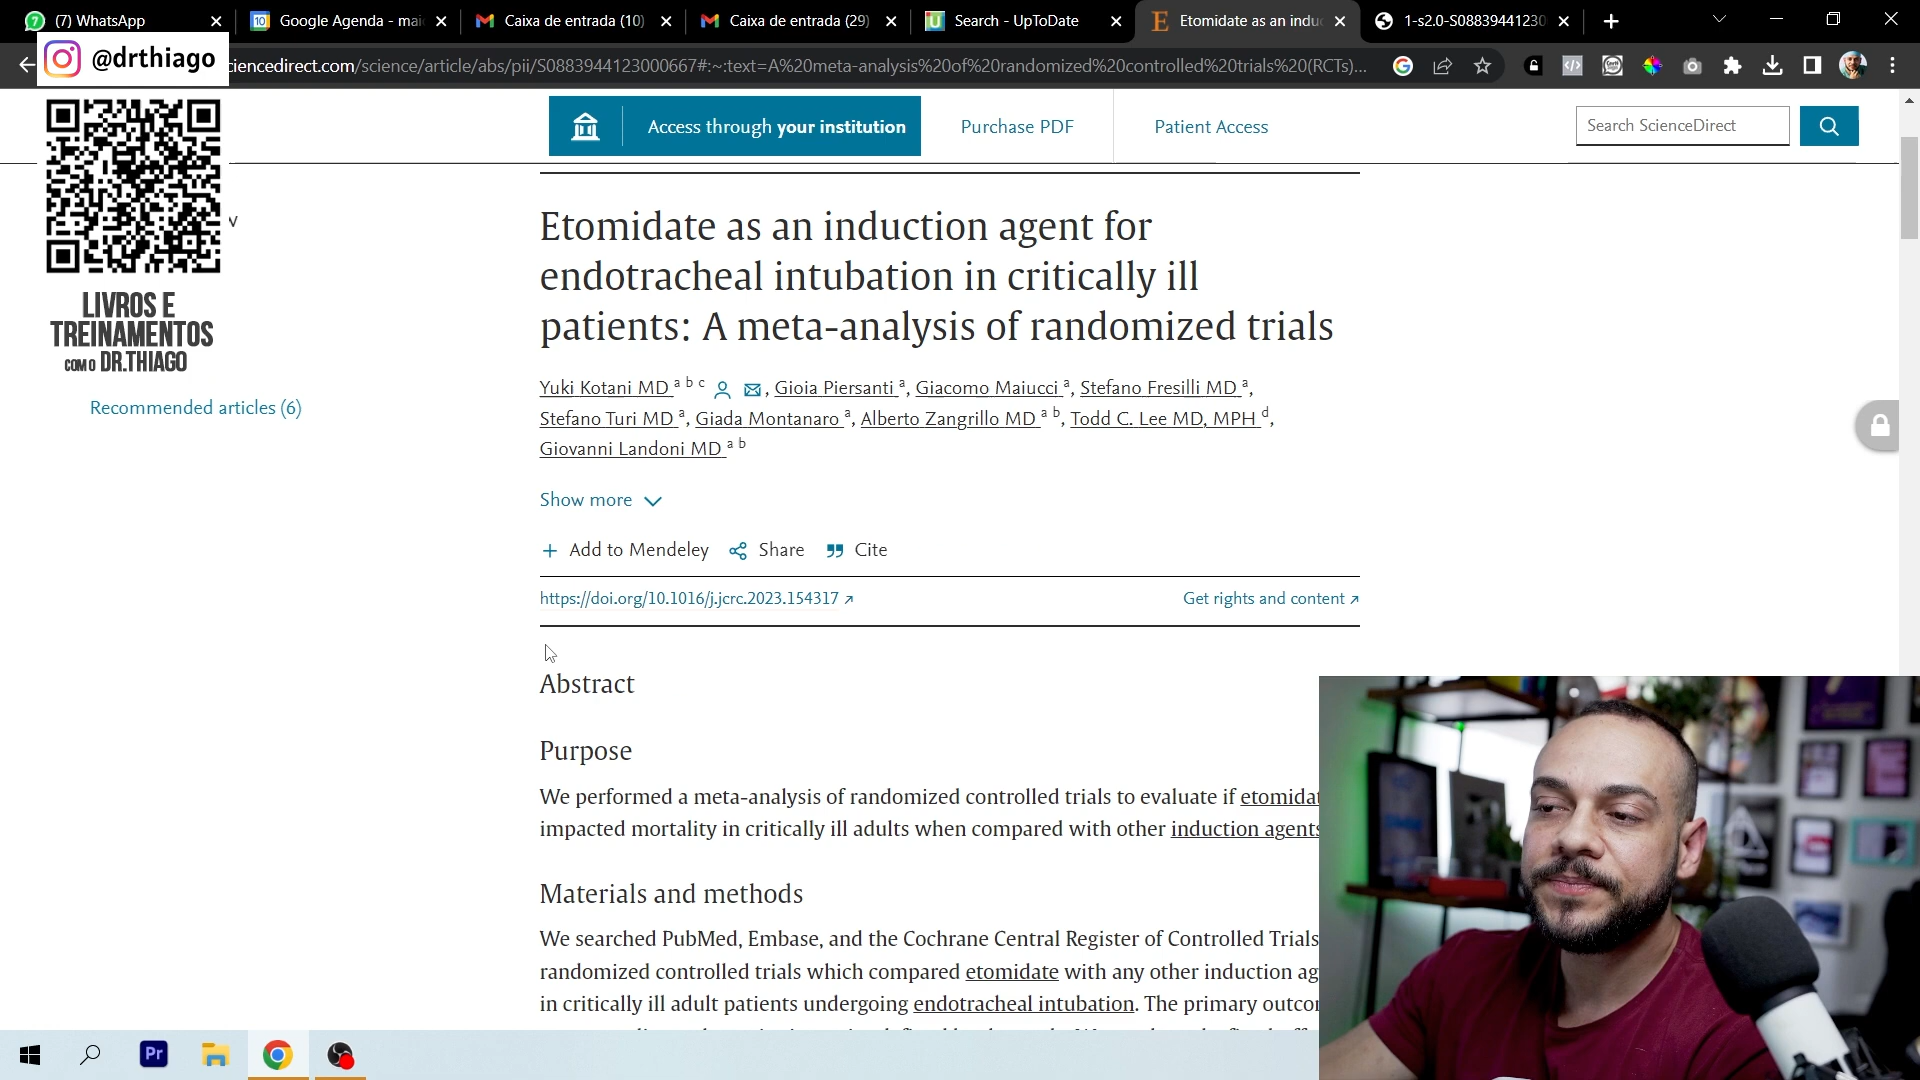 (7) WhatsApp
Google Agenda - mai
Caixa de entrada (10)
Caixa de entrada (29)
Search - UpToDate
Etomidate as an indu
1-s2.0-S08839441230
@drthiago
ciencedirect.com/science/article/abs/pii/S0883944123000667#:~:text=A%20meta-analysis%20of%20randomized%20controlled%20trials%20(RCTs)...
Access through your institution
Purchase PDF
Patient Access
Search ScienceDirect
LIVROS E
TREINAMENTOS
COM O DR.THIAGO
Recommended articles (6)
Etomidate as an induction agent for
endotracheal intubation in critically ill
patients: A meta-analysis of randomized trials
Yuki Kotani MD a b c, Gioia Piersanti a, Giacomo Maiucci a, Stefano Fresilli MD a,
Stefano Turi MD a, Giada Montanaro a, Alberto Zangrillo MD a b, Todd C. Lee MD, MPH d,
Giovanni Landoni MD a b
Show more
Add to Mendeley Share Cite
https://doi.org/10.1016/j.jcrc.2023.154317
Get rights and content
Abstract
Purpose
We performed a meta-analysis of randomized controlled trials to evaluate if etomidat
impacted mortality in critically ill adults when compared with other induction agents
Materials and methods
We searched PubMed, Embase, and the Cochrane Central Register of Controlled Trials
randomized controlled trials which compared etomidate with any other induction ag
in critically ill adult patients undergoing endotracheal intubation. The primary outco
Pr